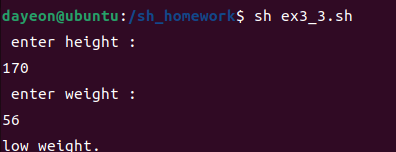 dayeon@ubuntu:/sh_homework$ sh ex3_3.sh
enter height :
170
enter weight :
56
low weight.